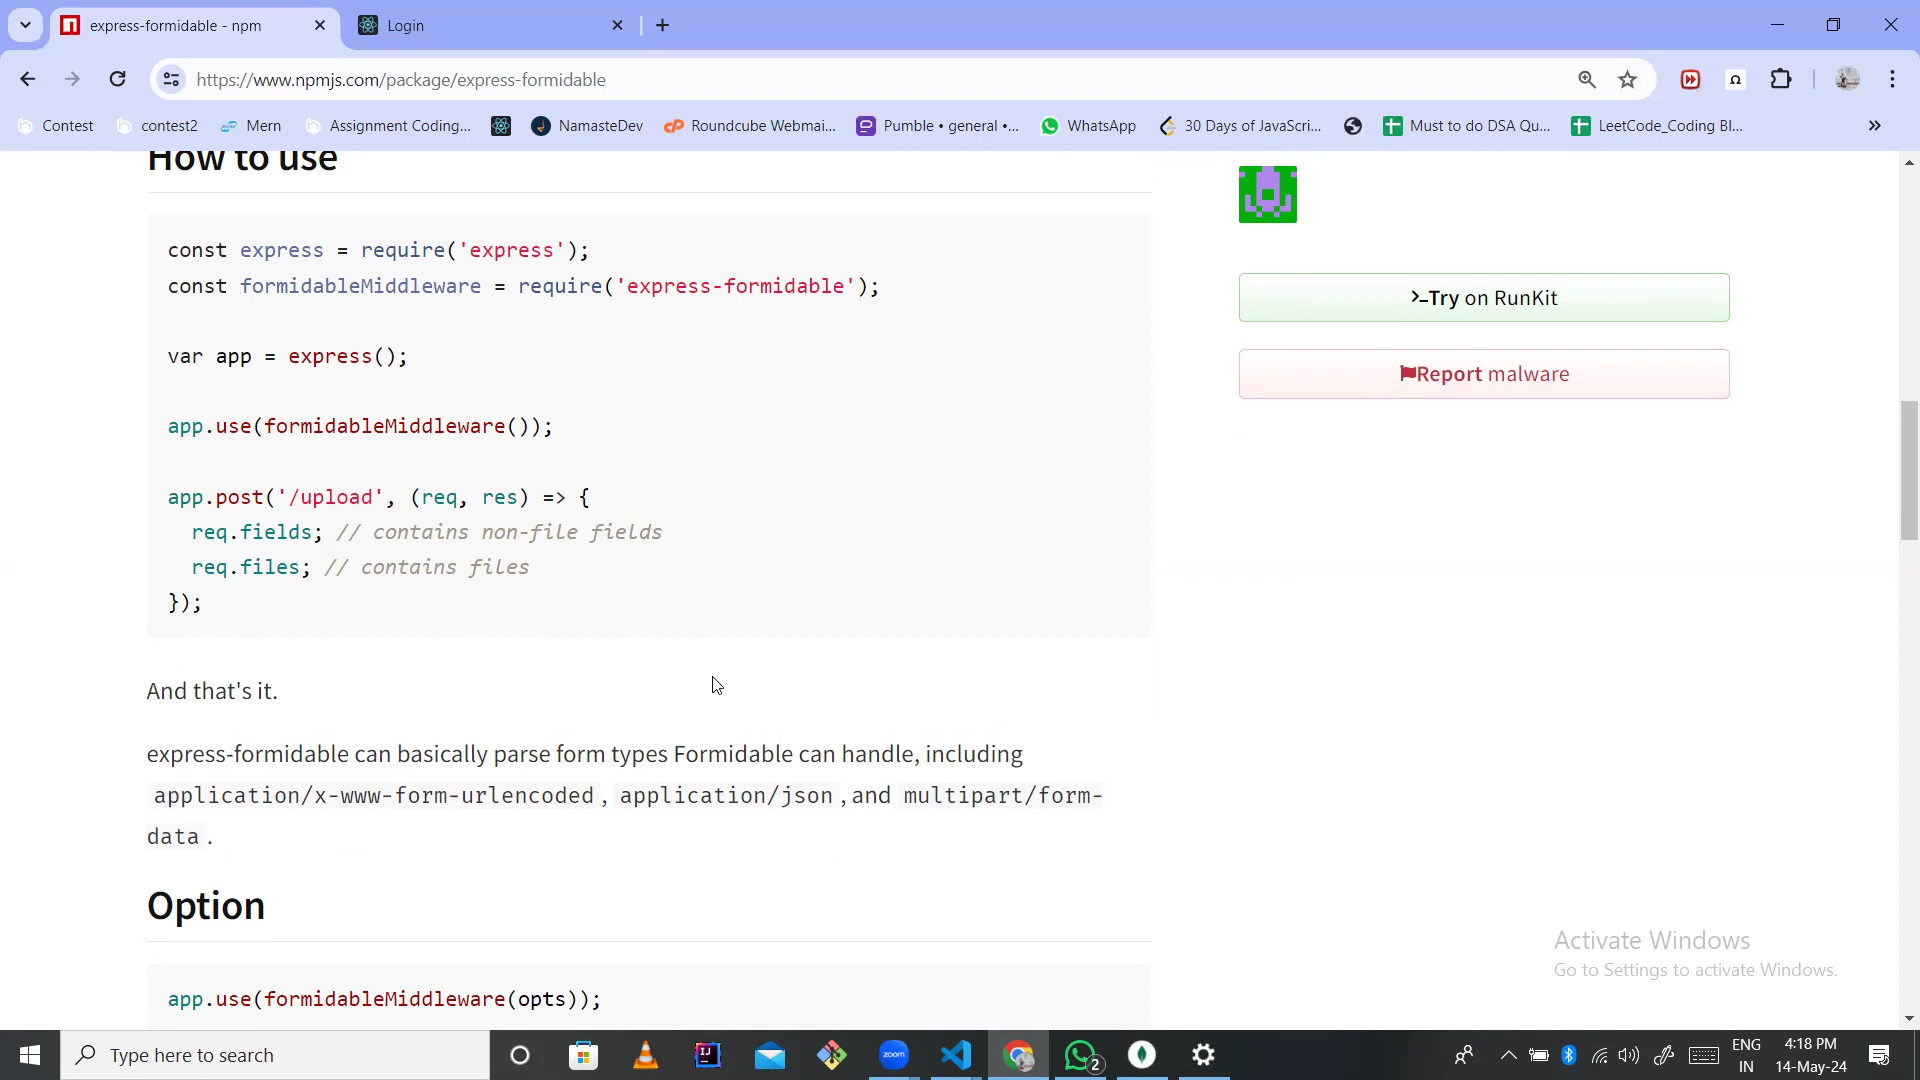 express-formidable - npm
Login
https://www.npmjs.com/package/express-formidable
Contest
contest2
Mern
Assignment Coding...
NamasteDev
Roundcube Webmai...
Pumble • general •...
WhatsApp
30 Days of JavaScri...
Must to do DSA Qu...
LeetCode_Coding Bl...
How to use
const express = require('express');
const formidableMiddleware = require('express-formidable');
var app = express();
app.use(formidableMiddleware());
app.post('/upload', (req, res) => {
req.fields; // contains non-file fields
req.files; // contains files
});
And that's it.
express-formidable can basically parse form types Formidable can handle, including
application/x-www-form-urlencoded , application/json , and multipart/form-
data .
Option
app.use(formidableMiddleware(opts));
Try on RunKit
Report malware
Activate Windows
Go to Settings to activate Windows.
Type here to search
zoom
2
ENG
IN
4:18 PM
14-May-24